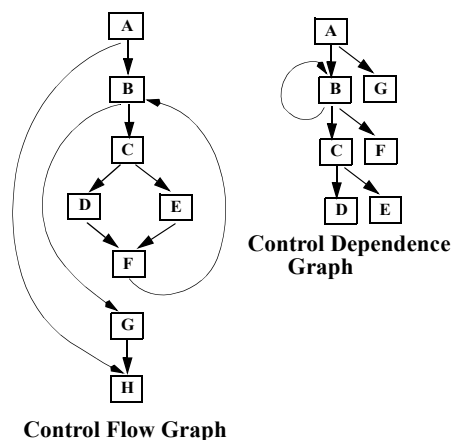 A
B
C
D E
F
G
H
Control Flow Graph
A
B G
C F
D E
Control Dependence
Graph